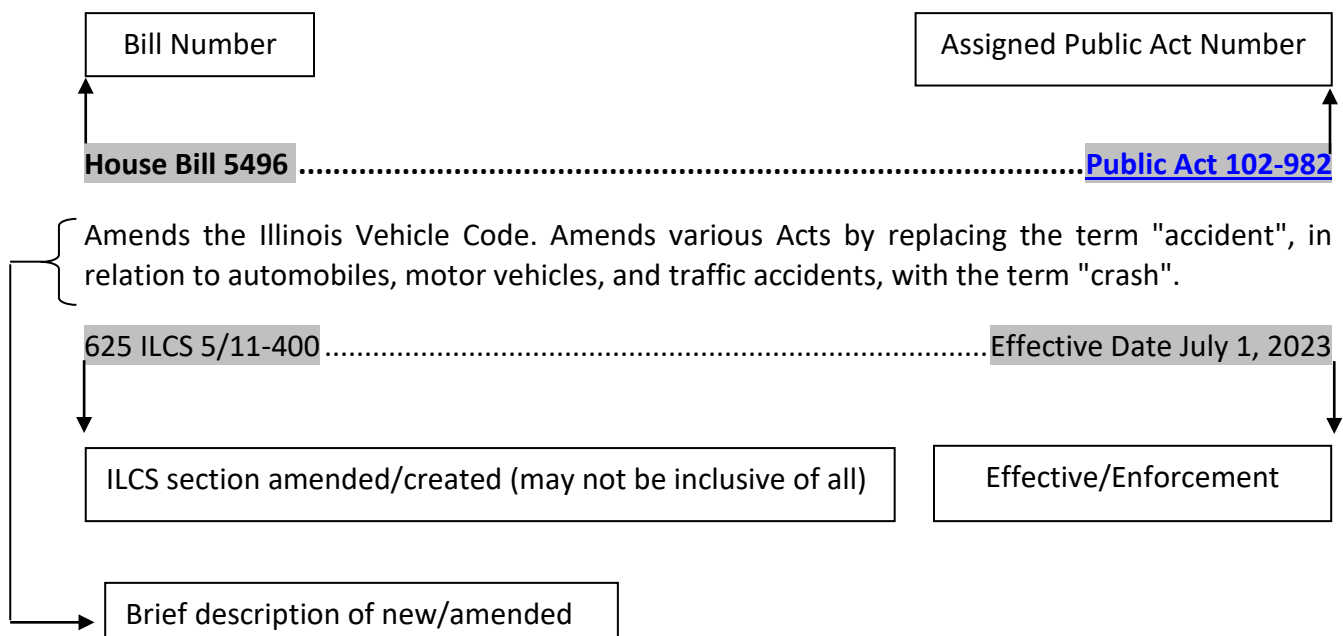 Bill Number
Assigned Public Act Number
House Bill 5496 ............................................................................................Public Act 102-982
Amends the Illinois Vehicle Code. Amends various Acts by replacing the term "accident", in
relation to automobiles, motor vehicles, and traffic accidents, with the term "crash".
625 ILCS 5/11-400 ...............................................................................Effective Date July 1, 2023
ILCS section amended/created (may not be inclusive of all)
Effective/Enforcement
Brief description of new/amended